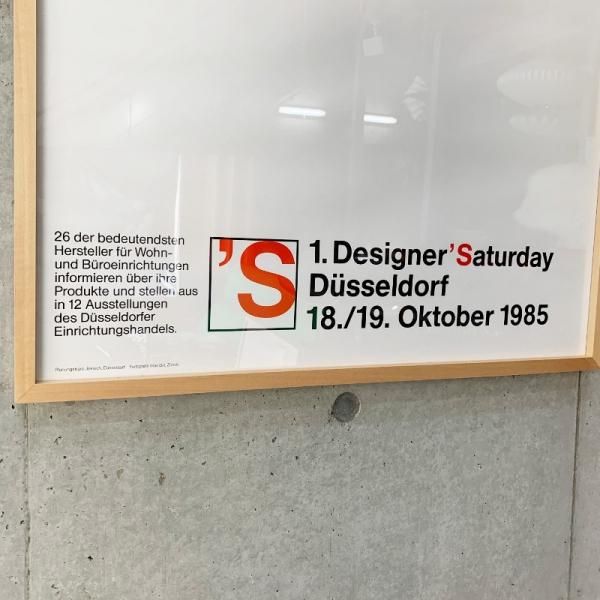 26 der bedeutendsten
Hersteller für Wohn-
und Büroeinrichtungen
informieren über ihre
Produkte und stellen aus
in 12 Ausstellungen
des Düsseldorfer
Einrichtungshandels.
’S
1. Designer’Saturday
Düsseldorf
18./19. Oktober 1985